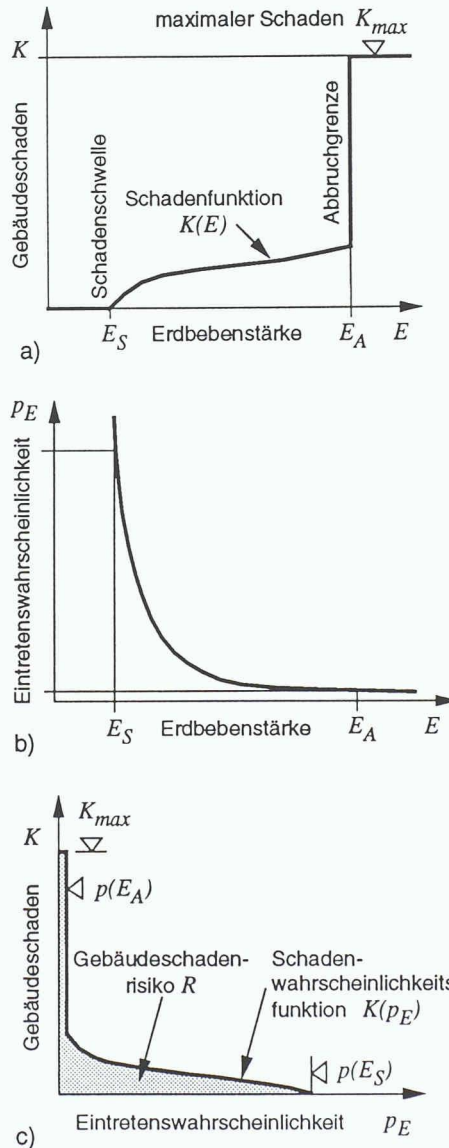 maximaler Schaden K_max
K
Gebäudeschaden
Schadenschwelle
Schadenfunktion
K(E)
Abbruchgrenze
E_S Erdbebenstärke E_A E
a)
p_E
Eintretenswahrscheinlichkeit
E_S Erdbebenstärke E_A E
b)
K K_max
p(E_A)
Gebäudeschaden
Gebäudeschaden-
risiko R
Schaden-
wahrscheinlichkeits
funktion K(p_E)
p(E_S)
Eintretenswahrscheinlichkeit p_E
c)